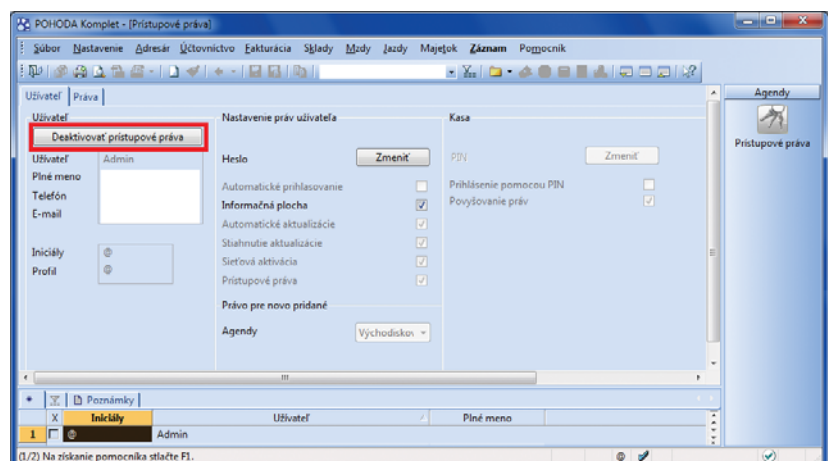 POHODA Komplet - [Prístupové práva]
Súbor Nastavenie Adresár Účtovníctvo Fakturácia Sklady Mzdy Jazdy Majetok Záznam Pomocník
Užívateľ Práva
Agendy
Prístupové práva
Užívateľ
Deaktivovať prístupové práva
Užívateľ Admin
Plné meno
Telefón
E-mail
Iniciály @
Profil @
Nastavenie práv užívateľa
Heslo Zmeniť
Automatické prihlasovanie
Informačná plocha
Automatické aktualizácie
Stiahnutie aktualizácie
Sieťová aktivácia
Prístupové práva
Právo pre novo pridané
Agendy Východiskov
Kasa
PIN Zmeniť
Prihlásenie pomocou PIN
Povyšovanie práv
Poznámky
X Iniciály Užívateľ Plné meno
1 @ Admin
(1/2) Na získanie pomocníka stlačte F1. @